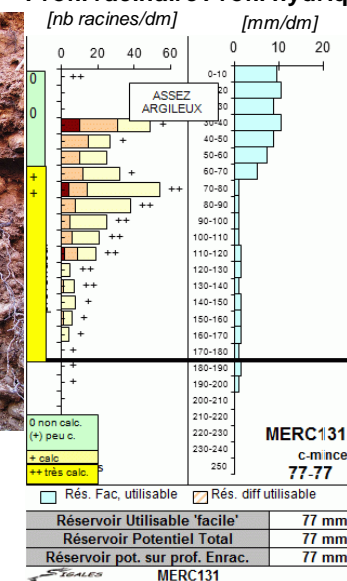 [nb racines/dm] [mm/dm]
0 20 40 60
0 10 20
0
0
++
ASSEZ
ARGILEUX
+
+
+
+
++
++
++
++
++
++
++
+
+
+
+
+
+
+
0-10
20
30-40
40-50
50-60
60-70
70-80
80-90
90-100
100-110
110-120
120-130
130-140
140-150
150-160
160-170
170-180
180-190
190-200
200-210
210-220
220-230
230-240
250
0 non calc.
(+) peu c.
+ calc
++ très calc.
MERC131
c-mince
77-77
Rés. Fac, utilisable Rés. diff utilisable
Réservoir Utilisable 'facile' 77 mm
Réservoir Potentiel Total 77 mm
Réservoir pot. sur prof. Enrac. 77 mm
SIGALES MERC131